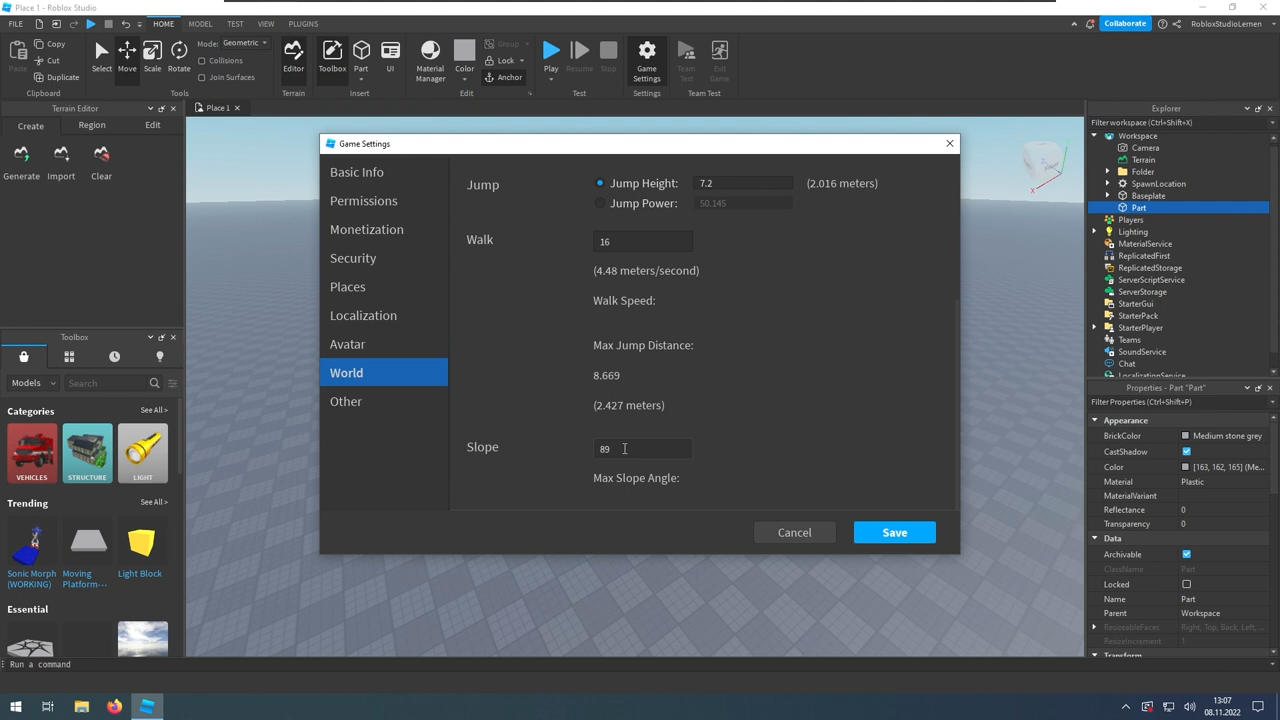 Place 1 - Roblox Studio
FILE
HOME
MODEL
TEST
VIEW
PLUGINS
Collaborate
RobloxStudioLernen
Paste
Copy
Cut
Duplicate
Clipboard
Select
Move
Scale
Rotate
Mode: Geometric
Collisions
Join Surfaces
Tools
Editor
Terrain
Toolbox
Part
UI
Insert
Material
Manager
Color
Group
Lock
Anchor
Edit
Play
Resume
Stop
Test
Game
Settings
Settings
Team
Test
Exit
Game
Team Test
Terrain Editor
Create
Region
Edit
Generate
Import
Clear
Place 1
Toolbox
Models
Search
Categories
See All >
VEHICLES
STRUCTURE
LIGHT
Trending
See All >
Sonic Morph
(WORKING)
Moving
Platform···
Light Block
Essential
See All >
Run a command
Game Settings
Basic Info
Permissions
Monetization
Security
Places
Localization
Avatar
World
Other
Jump
Jump Height:
7.2
(2.016 meters)
Jump Power:
50.145
Walk
16
(4.48 meters/second)
Walk Speed:
Max Jump Distance:
8.669
(2.427 meters)
Slope
89
Max Slope Angle:
Cancel
Save
X
Explorer
Filter workspace (Ctrl+Shift+X)
Workspace
Camera
Terrain
Folder
SpawnLocation
Baseplate
Part
Players
Lighting
MaterialService
ReplicatedFirst
ReplicatedStorage
ServerScriptService
ServerStorage
StarterGui
StarterPack
StarterPlayer
Teams
SoundService
Chat
LocalizationService
Properties - Part "Part"
Filter Properties (Ctrl+Shift+P)
Appearance
BrickColor
Medium stone grey
CastShadow
Color
[163, 162, 165] (Me...
Material
Plastic
MaterialVariant
Reflectance
0
Transparency
0
Data
Archivable
ClassName
Part
Locked
Name
Part
Parent
Workspace
ResizeableFaces
Right, Top, Back, Left, ...
ResizeIncrement
1
Transform
13:07
08.11.2022